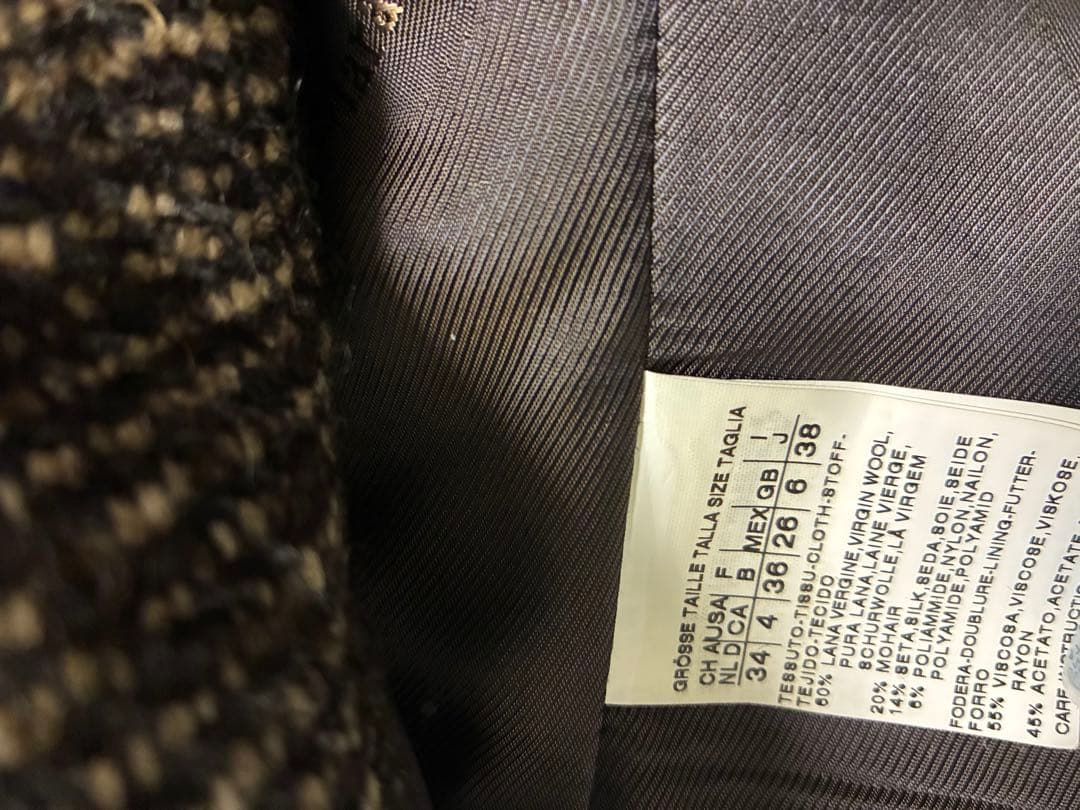 GRÖSSE TAILLE TALLA SIZE TAGLIA
CH A USA F I
NL D CA B MEX GB J
34 4 36 26 6 38
TESSUTO-TISSU-CLOTH-STOFF.
TEJIDO-TECIDO
60% LANA VERGINE,VIRGIN WOOL,
PURA LANA,LAINE VIERGE,
SCHURWOLLE,LÃ VIRGEM
20% MOHAIR
14% SETA,SILK,SEDA,SOIE,SEIDE
6% POLIAMMIDE,NYLON,NAILON,
POLYAMIDE,POLYAMID
FODERA-DOUBLURE-LINING,FUTTER.
FORRO
55% VISCOSA,VISCOSE,VISKOSE,
RAYON
45% ACETATO,ACETATE